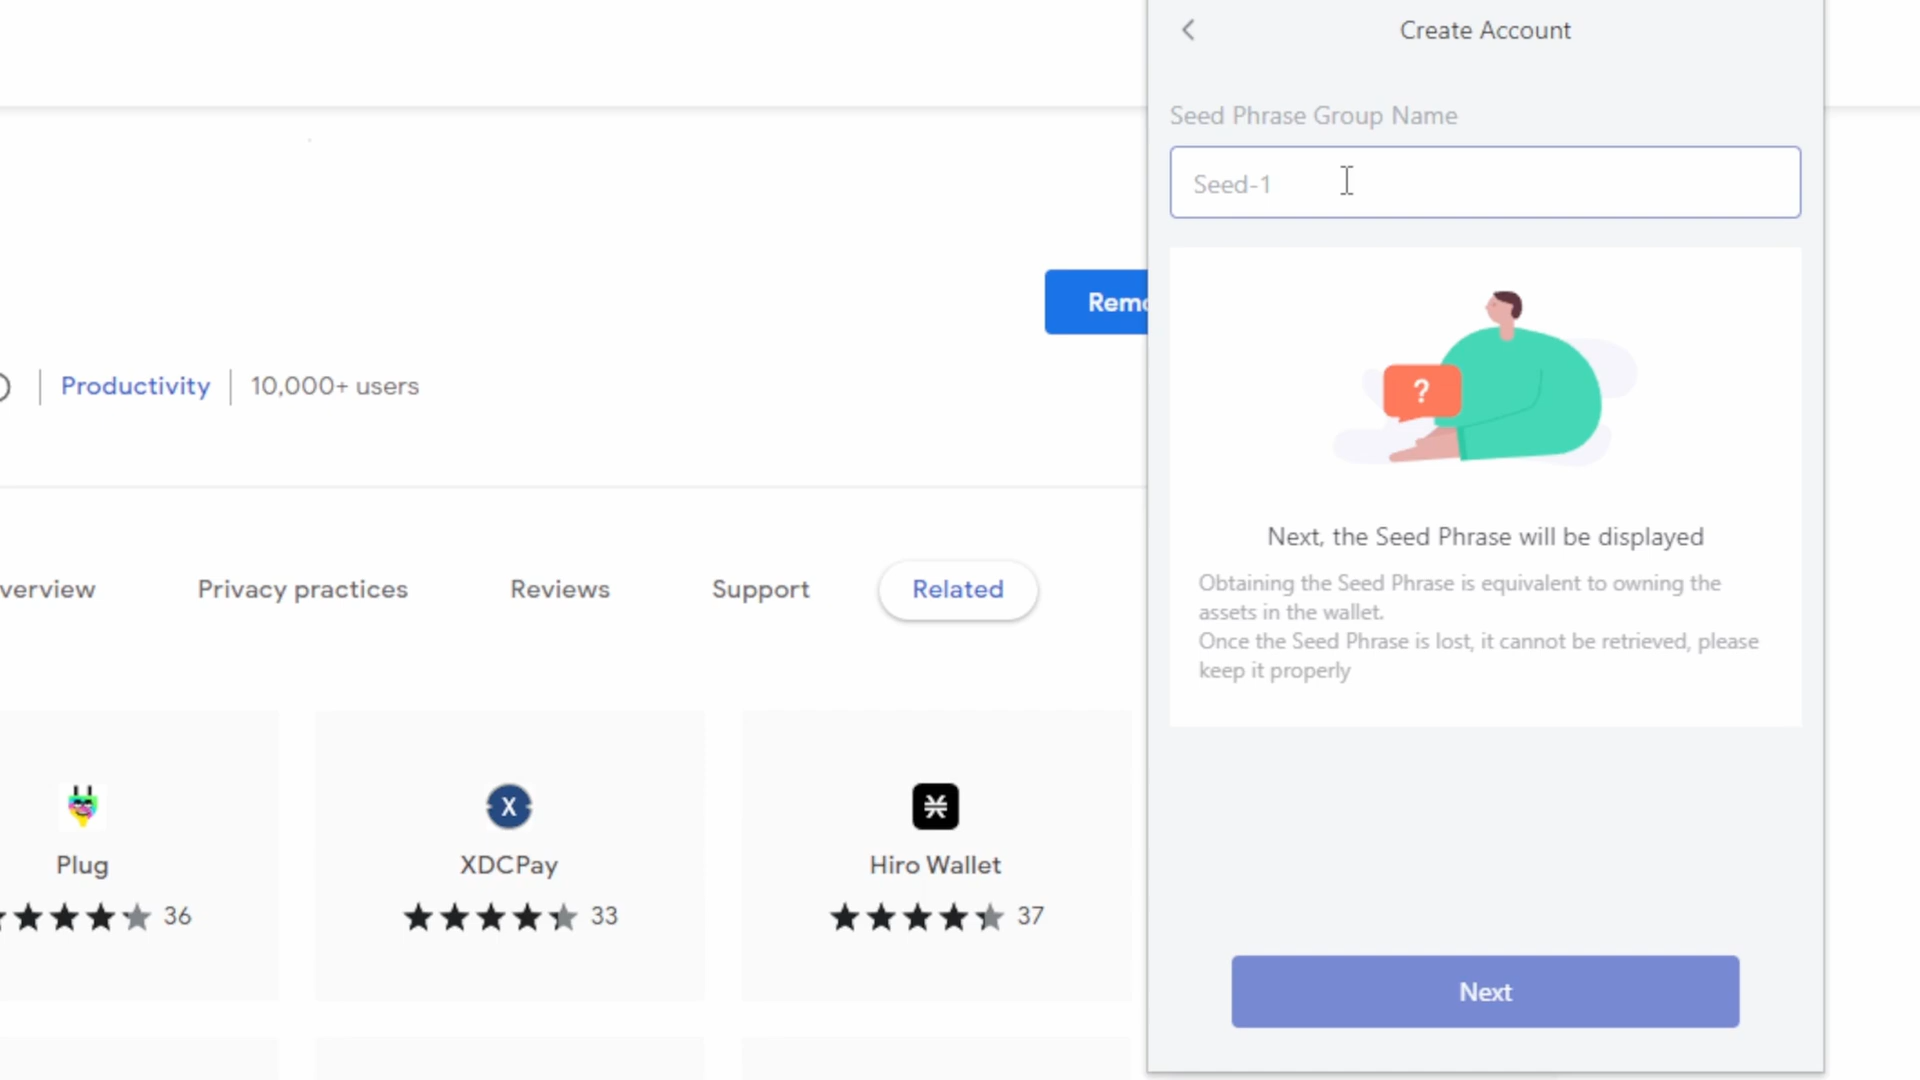 Create Account
Seed Phrase Group Name
Seed-1
Productivity
10,000+ users
?
Next, the Seed Phrase will be displayed
Obtaining the Seed Phrase is equivalent to owning the
assets in the wallet.
Once the Seed Phrase is lost, it cannot be retrieved, please
keep it properly
Privacy practices
Reviews
Support
Related
X
Plug
XDCPay
Hiro Wallet
36
33
37
Next